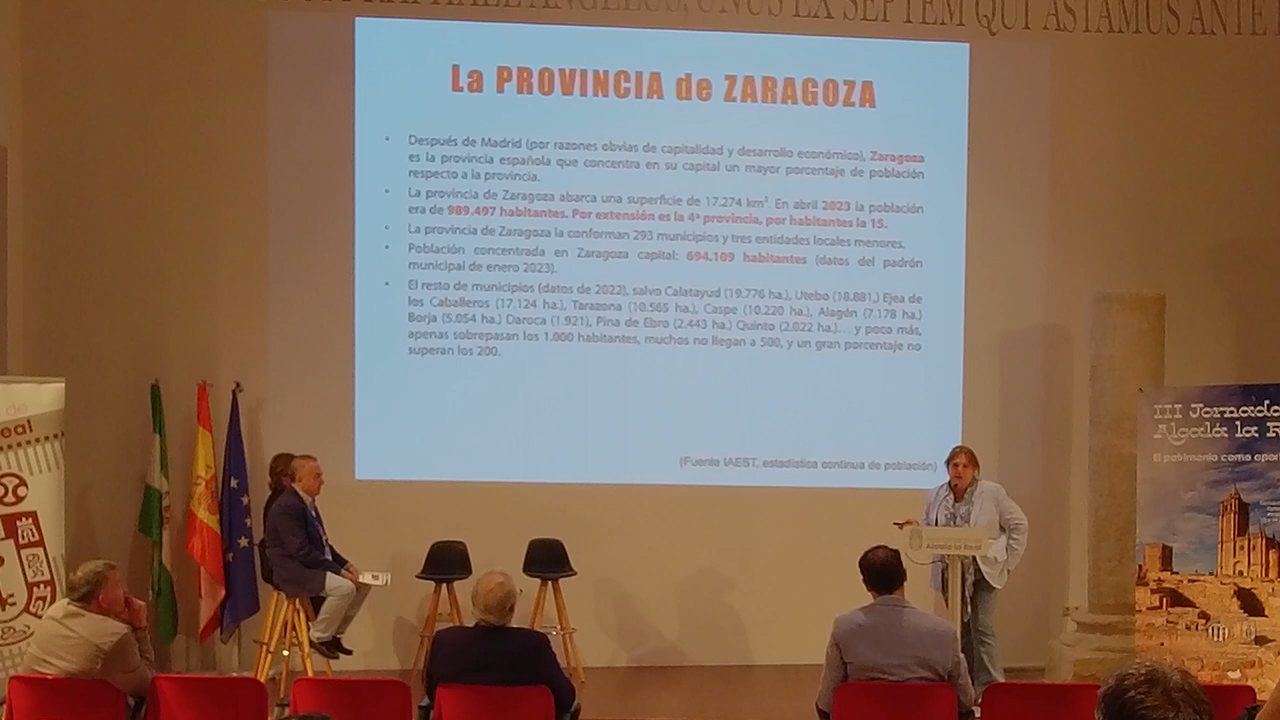 ANGELUS, UNUS EX SEPTEM QUI ASTAMUS ANTE
La PROVINCIA de ZARAGOZA
• Después de Madrid (por razones obvias de capitalidad y desarrollo económico), Zaragoza
es la provincia española que concentra en su capital un mayor porcentaje de población
respecto a la provincia.
• La provincia de Zaragoza abarca una superficie de 17.274 km². En abril 2023 la población
era de 989.497 habitantes. Por extensión es la 4ª provincia, por habitantes la 15.
• La provincia de Zaragoza la conforman 293 municipios y tres entidades locales menores.
• Población concentrada en Zaragoza capital: 694.109 habitantes (datos del padrón
municipal de enero 2023).
• El resto de municipios (datos de 2022), salvo Calatayud (19.776 ha.), Utebo (18.881,) Ejea de
los Caballeros (17.124 ha.), Tarazona (10.565 ha.), Caspe (10.220 ha.), Alagón (7.178 ha.)
Borja (5.054 ha.) Daroca (1.921), Pina de Ebro (2.443 ha.) Quinto (2.022 ha.)... y poco más,
apenas sobrepasan los 1.000 habitantes, muchos no llegan a 500, y un gran porcentaje no
superan los 200.
(Fuente IAEST, estadística continua de población)
de
eal
Alcalá la Real
III Jornada
Alcalá la R
El patrimonio como opor